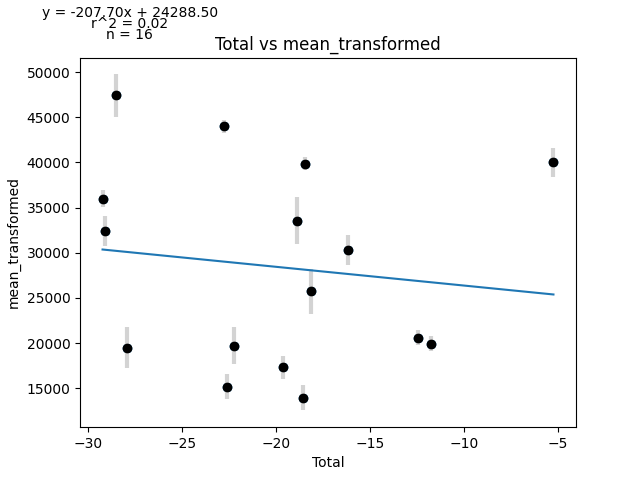 y = -207.70x + 24288.50
r^2 = 0.02
n = 16
Total vs mean_transformed
50000
45000
40000
35000
30000
25000
20000
15000
mean_transformed
−30
−25
−20
−15
−10
−5
Total